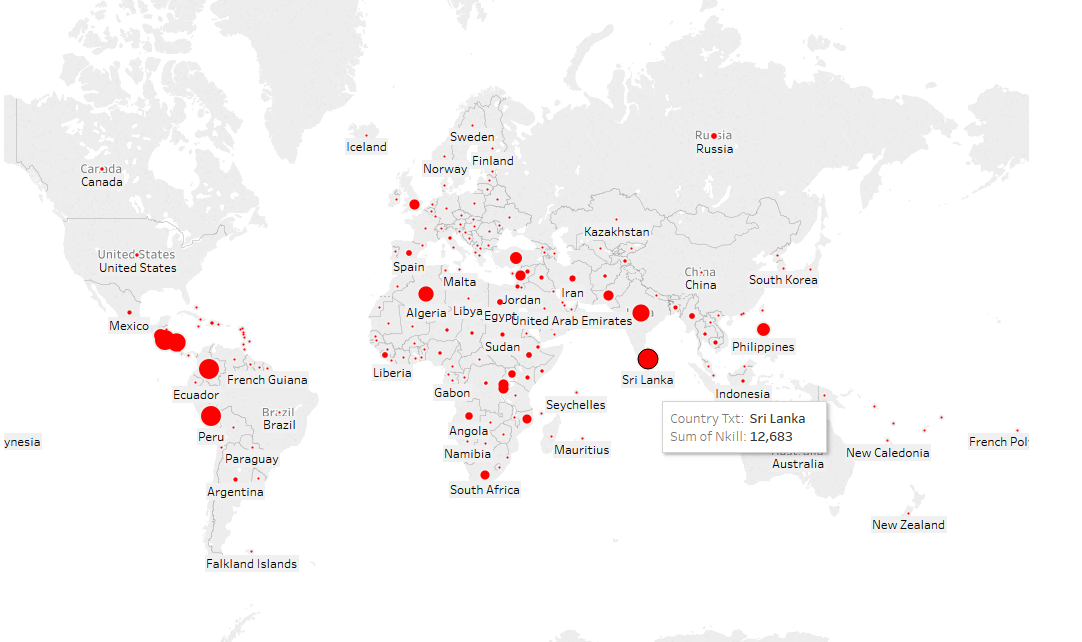 Iceland
Sweden
Norway
Finland
Russia
Russia
Canada
Canada
Kazakhstan
United States
United States
Spain
China
China
South Korea
Malta
Jordan
Iran
Algeria
Libya
Egypt
United Arab Emirates
Mexico
Sudan
Philippines
Liberia
Sri Lanka
French Guiana
Ecuador
Gabon
Indonesia
Seychelles
Brazil
Brazil
Country Txt: Sri Lanka
Sum of Nkill: 12,683
Peru
Angola
ynesia
French Pol
Namibia
Mauritius
New Caledonia
Paraguay
Australia
Argentina
South Africa
New Zealand
Falkland Islands